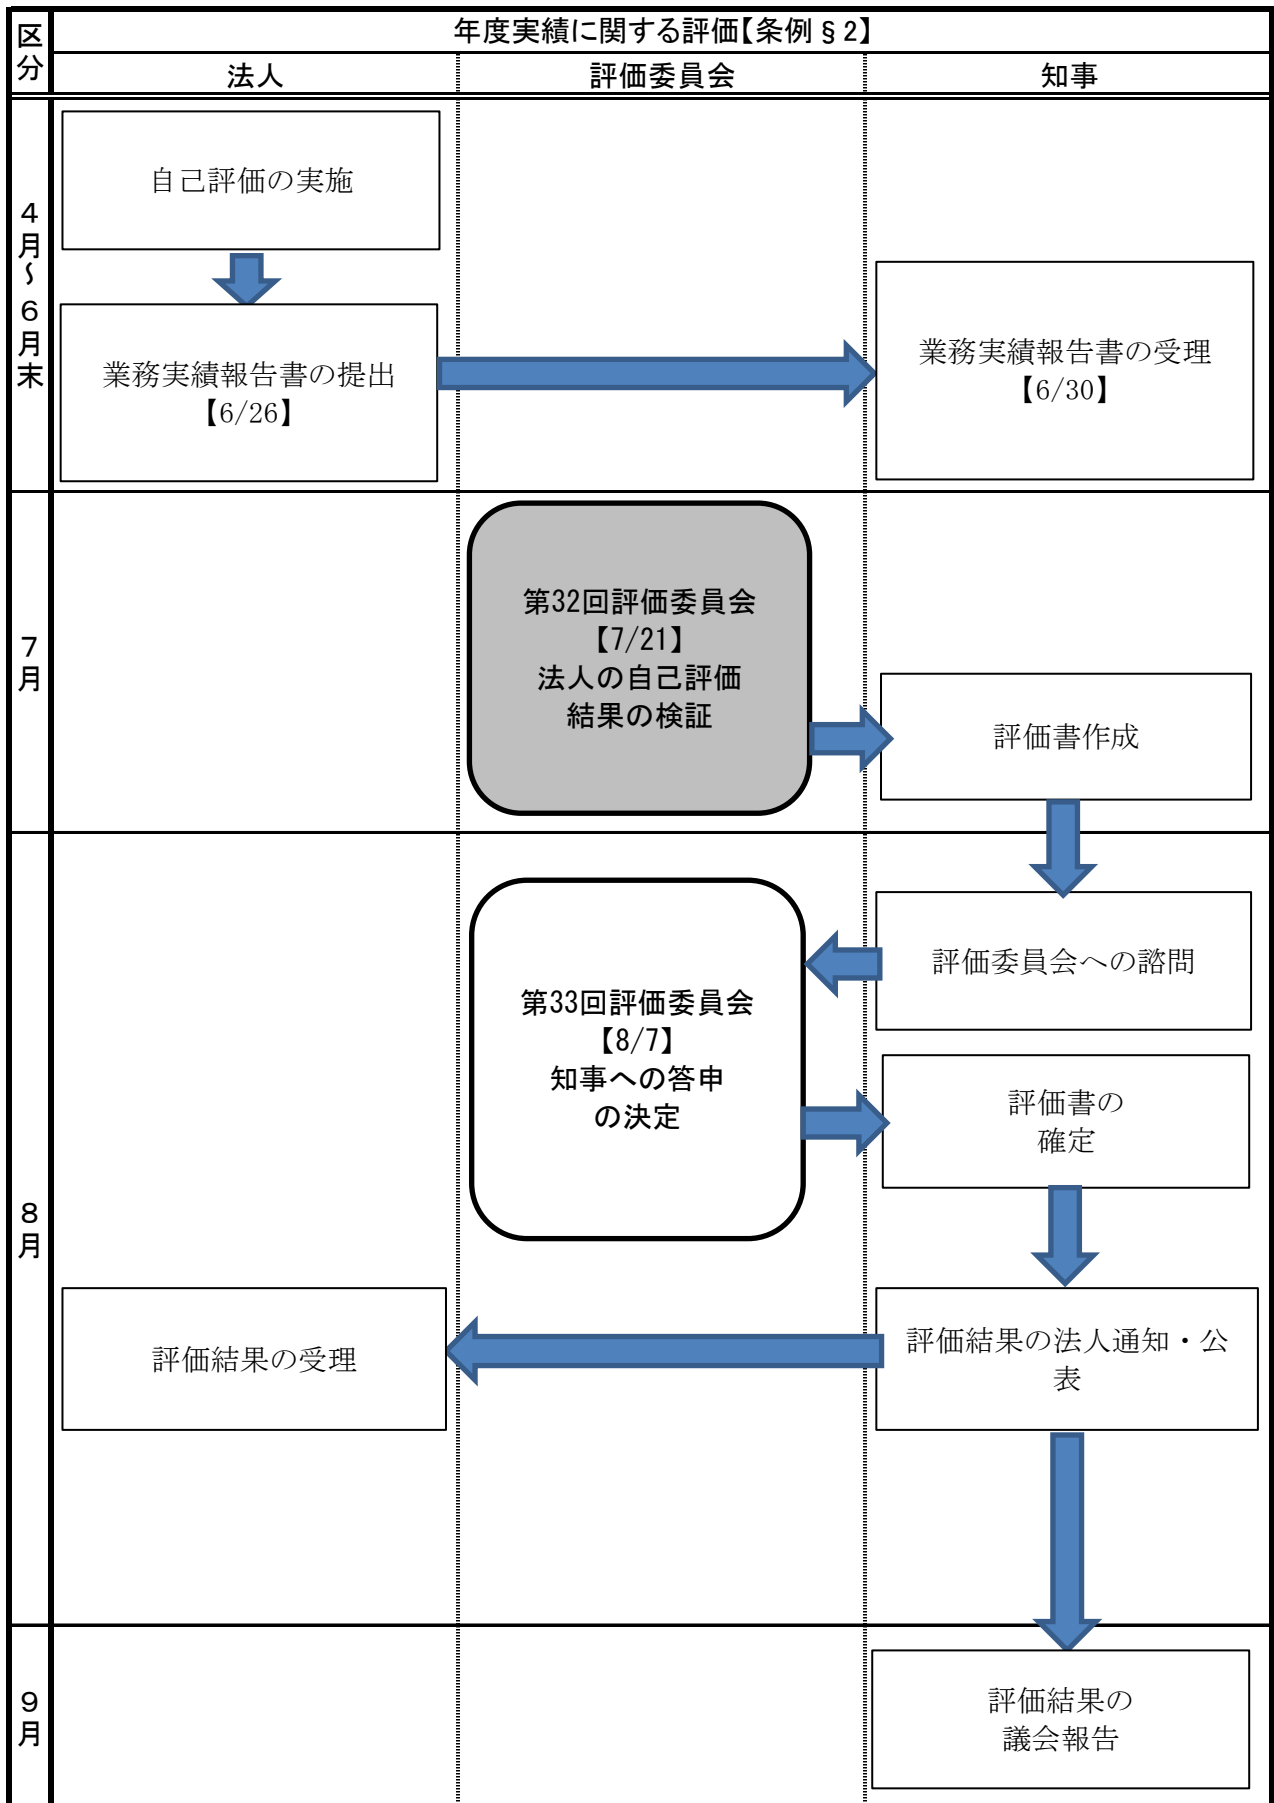 区分
年度実績に関する評価【条例§2】
法人
評価委員会
知事
4月～6月末
自己評価の実施
業務実績報告書の提出
【6/26】
業務実績報告書の受理
【6/30】
7月
第32回評価委員会
【7/21】
法人の自己評価
結果の検証
評価書作成
8月
評価委員会への諮問
第33回評価委員会
【8/7】
知事への答申
の決定
評価書の
確定
評価結果の法人通知・公
表
評価結果の受理
9月
評価結果の
議会報告